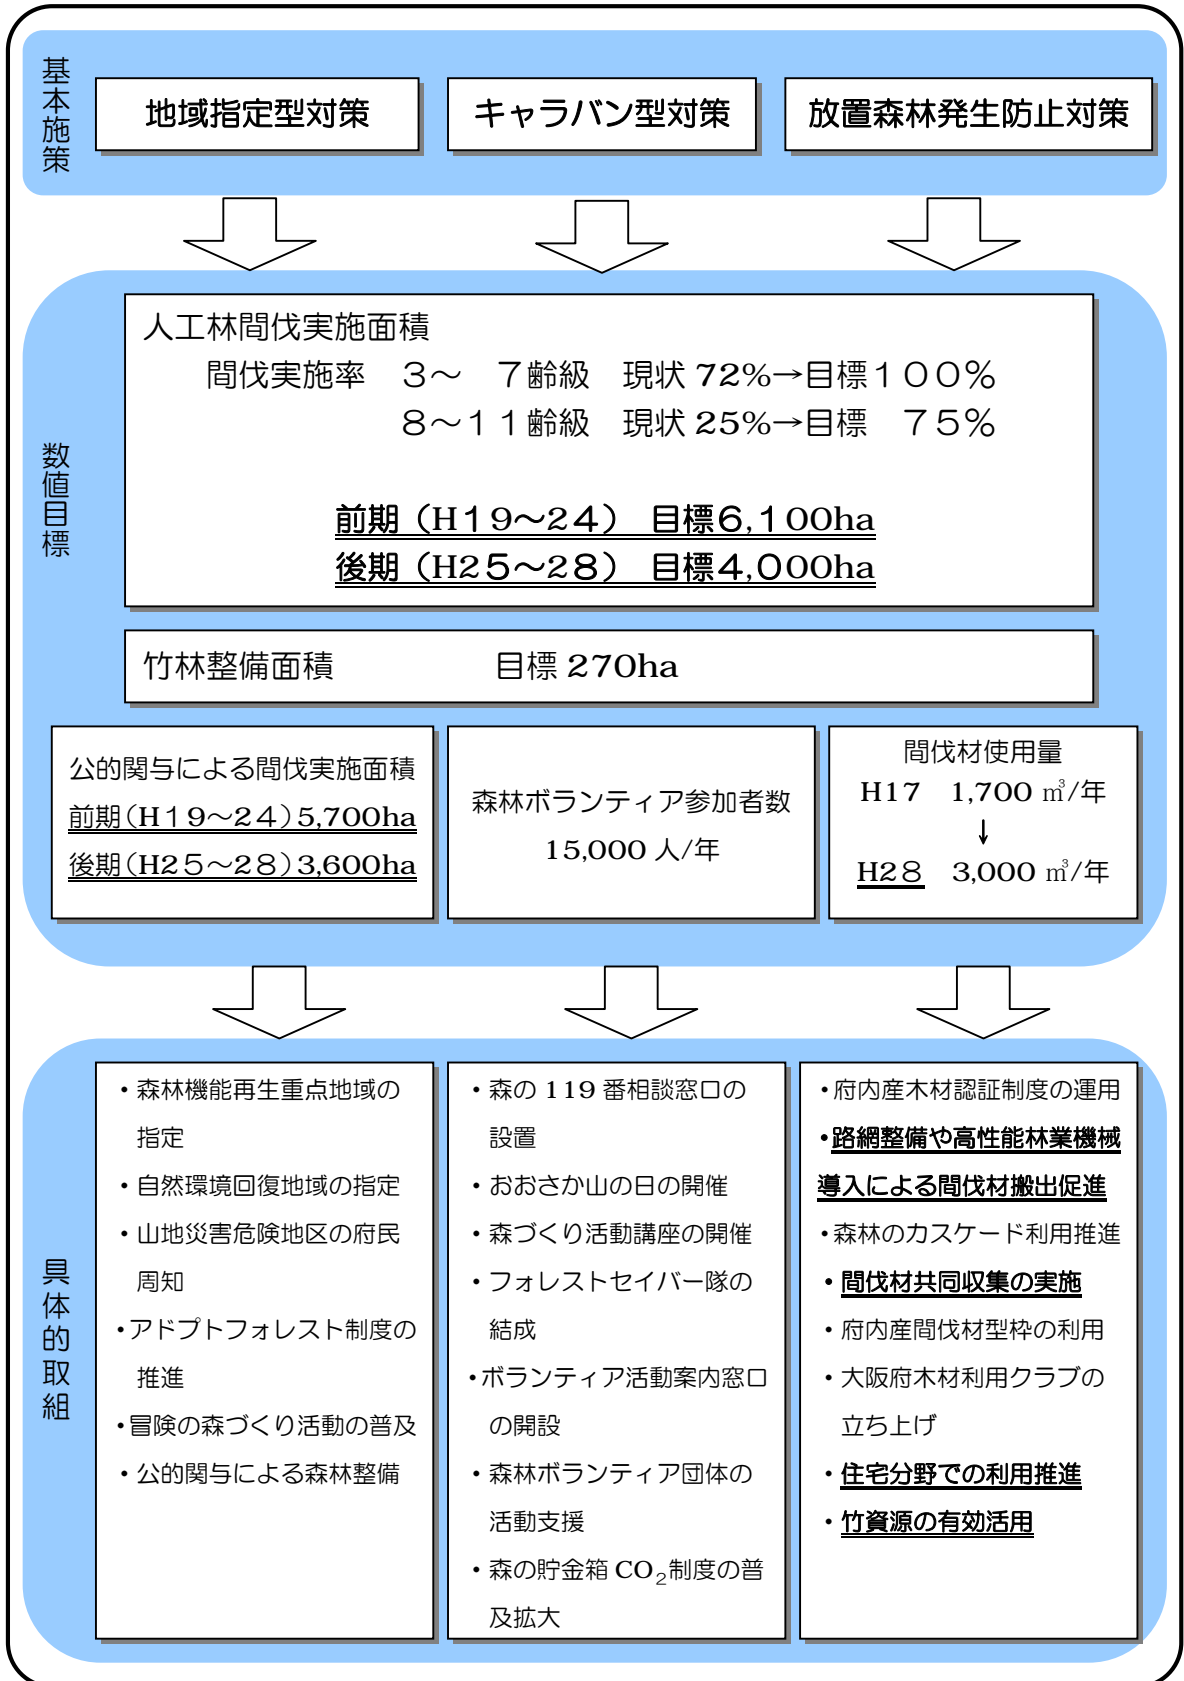 基本施策
地域指定型対策
キャラバン型対策
放置森林発生防止対策
数値目標
人工林間伐実施面積
間伐実施率　３～　７齢級　現状 72%→目標１００％
８～１１齢級　現状 25%→目標　７５％
前期（H１９～２４）　目標６，１００ha
後期（H２５～２８）　目標４，０００ha
竹林整備面積　　　　　目標 270ha
公的関与による間伐実施面積
前期（H１９～２４）5,700ha
後期（H２５～２８）3,600ha
森林ボランティア参加者数
15,000 人/年
間伐材使用量
H17　1,700 ㎥/年
↓
H2８　3,000 ㎥/年
具体的取組
・森林機能再生重点地域の
指定
・自然環境回復地域の指定
・山地災害危険地区の府民
周知
・アドプトフォレスト制度の
推進
・冒険の森づくり活動の普及
・公的関与による森林整備
・森の 119 番相談窓口の
設置
・おおさか山の日の開催
・森づくり活動講座の開催
・フォレストセイバー隊の
結成
・ボランティア活動案内窓口
の開設
・森林ボランティア団体の
活動支援
・森の貯金箱 CO₂制度の普
及拡大
・府内産木材認証制度の運用
・路網整備や高性能林業機械
導入による間伐材搬出促進
・森林のカスケード利用推進
・間伐材共同収集の実施
・府内産間伐材型枠の利用
・大阪府木材利用クラブの
立ち上げ
・住宅分野での利用推進
・竹資源の有効活用